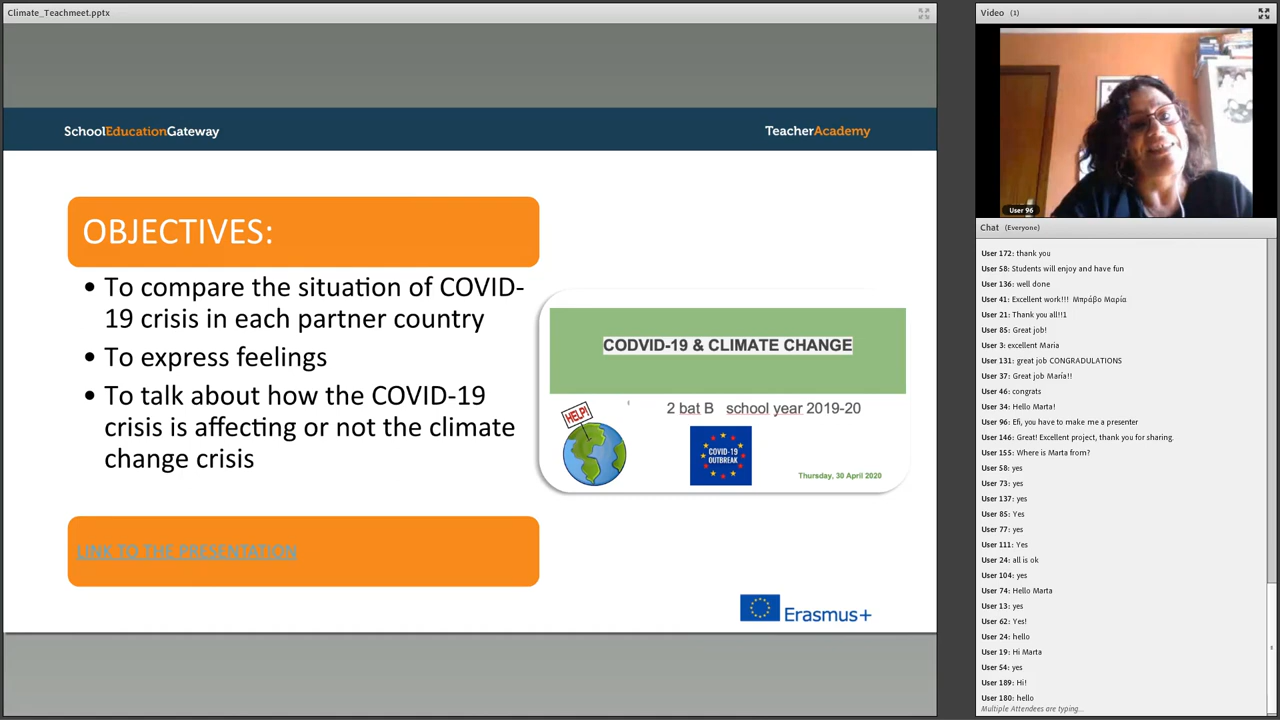 Climate_Teachmeet.pptx
SchoolEducationGateway
TeacherAcademy
OBJECTIVES:
• To compare the situation of COVID-
19 crisis in each partner country
• To express feelings
• To talk about how the COVID-19
crisis is affecting or not the climate
change crisis
LINK TO THE PRESENTATION
CODVID-19 & CLIMATE CHANGE
2 bat B school year 2019-20
HELP!
COVID-19
OUTBREAK
Thursday, 30 April 2020
Erasmus+
Video (1)
User 96
Chat (Everyone)
User 172: thank you
User 58: Students will enjoy and have fun
User 136: well done
User 41: Excellent work!!! Μπράβο Μαρία
User 21: Thank you all!!1
User 85: Great job!
User 3: excellent Maria
User 131: great job CONGRADULATIONS
User 37: Great job María!!
User 46: congrats
User 34: Hello Marta!
User 96: Efi, you have to make me a presenter
User 146: Great! Excellent project, thank you for sharing.
User 155: Where is Marta from?
User 58: yes
User 73: yes
User 137: yes
User 85: Yes
User 77: yes
User 111: Yes
User 24: all is ok
User 104: yes
User 74: Hello Marta
User 13: yes
User 62: Yes!
User 24: hello
User 19: Hi Marta
User 54: yes
User 189: Hi!
User 180: hello
Multiple Attendees are typing...